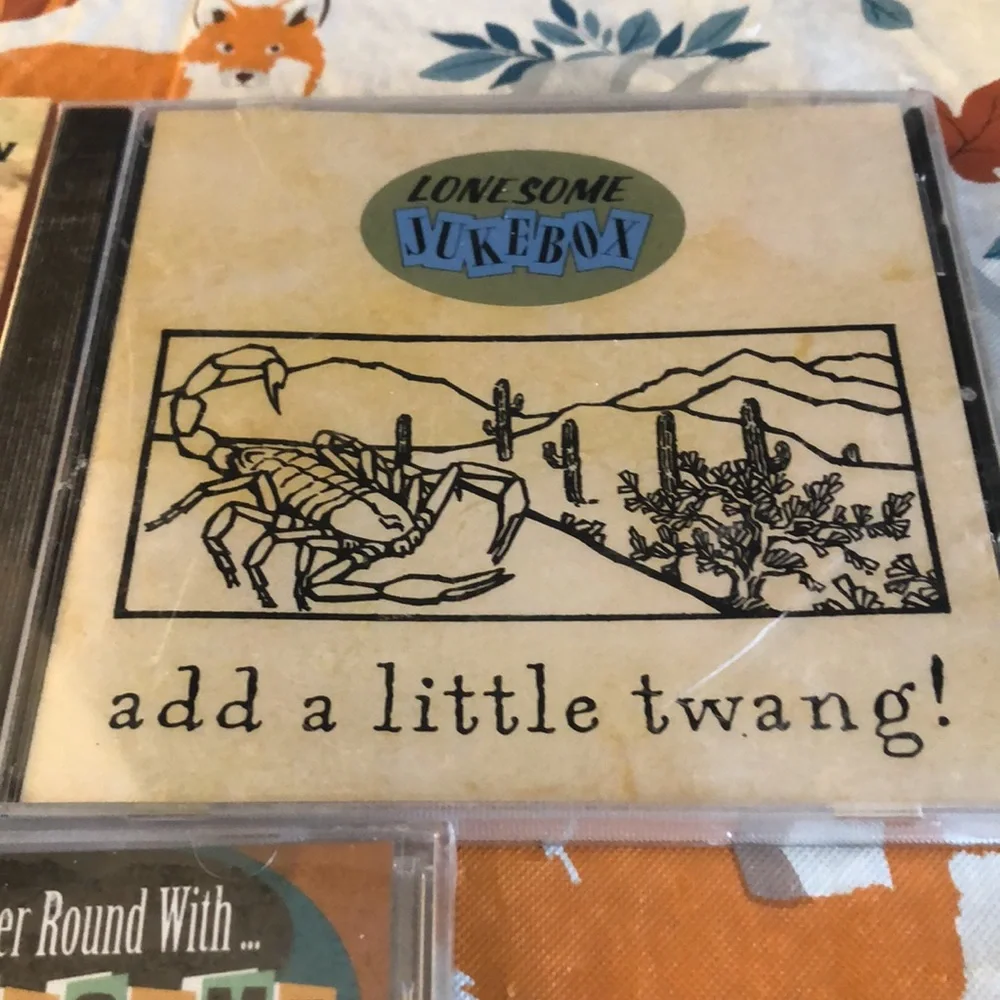 LONESOME
JUKEBOX
add a little twang!
er Round With...